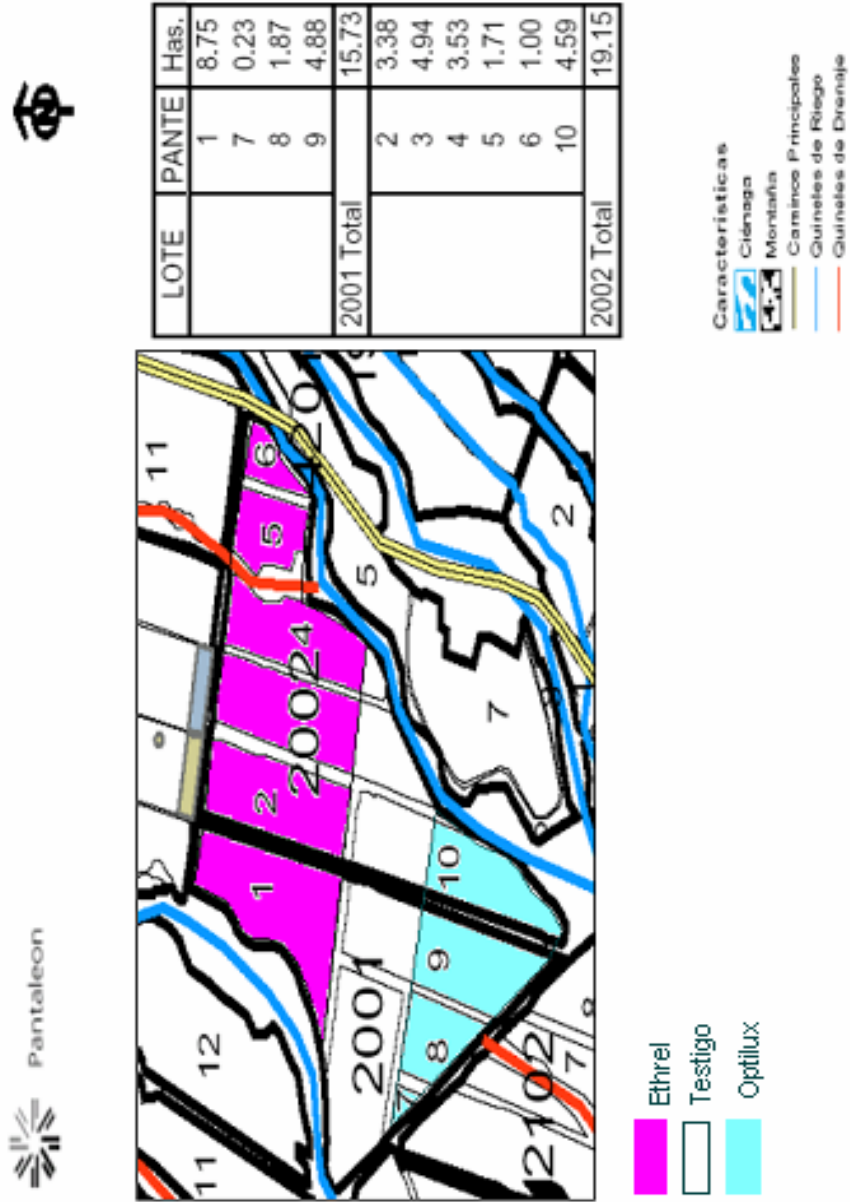 Pantaleon
N
11
12
11
1
2
2002
4
5
6
11
2001
7
8
9
10
5
7
2
2102
7
LOTE PANTE Has.
1 8.75
7 0.23
8 1.87
9 4.88
2001 Total 15.73
2 3.38
3 4.94
4 3.53
5 1.71
6 1.00
10 4.59
2002 Total 19.15
Ethrel
Testigo
Optilux
Características
Ciénaga
Montaña
Caminos Principales
Quineles de Riego
Quineles de Drenaje